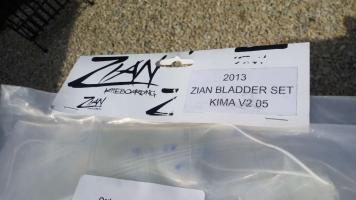 ZIAN
KITEBOARDING
ZIAN
2013
ZIAN BLADDER SET
KIMA V2 05